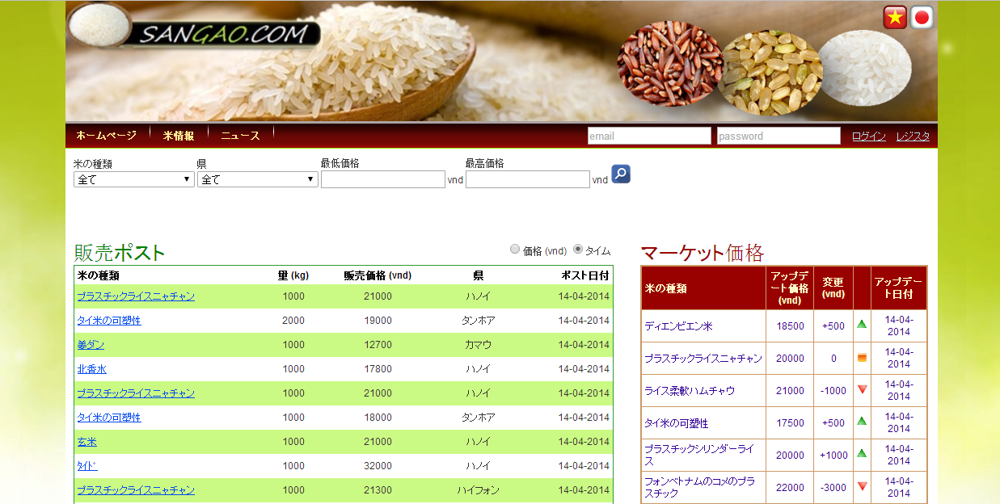 SANGAO.COM
ホームページ 米情報 ニュース email password ログイン レジスタ
米の種類 県 最低価格 最高価格
全て 全て vnd vnd
販売ポスト 価格 (vnd) タイム
米の種類 量 (kg) 販売価格 (vnd) 県 ポスト日付
プラスチックライスニャチャン 1000 21000 ハノイ 14-04-2014
タイ米の可塑性 2000 19000 タンホア 14-04-2014
姜ダン 1000 12700 カマウ 14-04-2014
北香水 1000 17800 ハノイ 14-04-2014
プラスチックライスニャチャン 1000 21000 ハノイ 14-04-2014
タイ米の可塑性 1000 18000 タンホア 14-04-2014
玄米 1000 21000 ハノイ 14-04-2014
ﾀｲﾄﾞ 1000 32000 ハノイ 14-04-2014
プラスチックライスニャチャン 1000 21300 ハイフォン 14-04-2014
マーケット価格
米の種類 アップデート価格 (vnd) 変更 (vnd) アップデート日付
ディエンビエン米 18500 +500 14-04-2014
プラスチックライスニャチャン 20000 0 14-04-2014
ライス柔軟ハムチャウ 21000 -1000 14-04-2014
タイ米の可塑性 17500 +500 14-04-2014
プラスチックシリンダーライス 20000 +1000 14-04-2014
フォンベトナムのコメのプラスチック 22000 -3000 14-04-2014